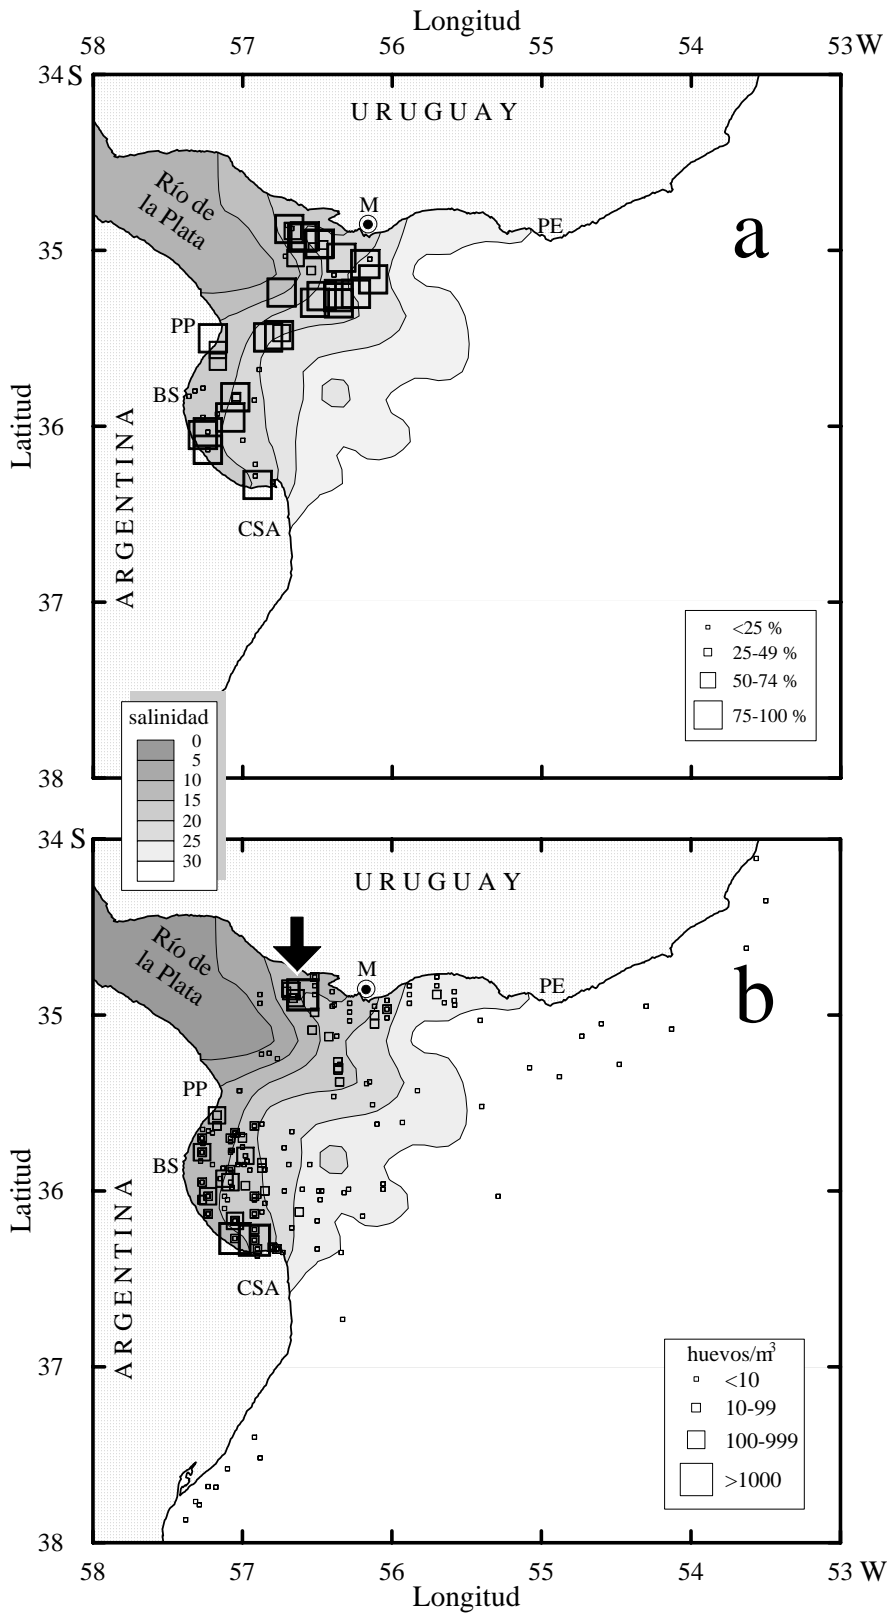 Longitud
58 57 56 55 54 53 W
34 S
URUGUAY
Río de
la Plata
M
PE
a
35
PP
BS
36
Latitud
ARGENTINA
CSA
37
<25 %
25-49 %
50-74 %
75-100 %
salinidad
0
5
10
15
20
25
30
38
34 S
URUGUAY
Río de
la Plata
M
PE
b
35
PP
BS
36
Latitud
ARGENTINA
CSA
37
huevos/m³
<10
10-99
100-999
>1000
38
58 57 56 55 54 53 W
Longitud